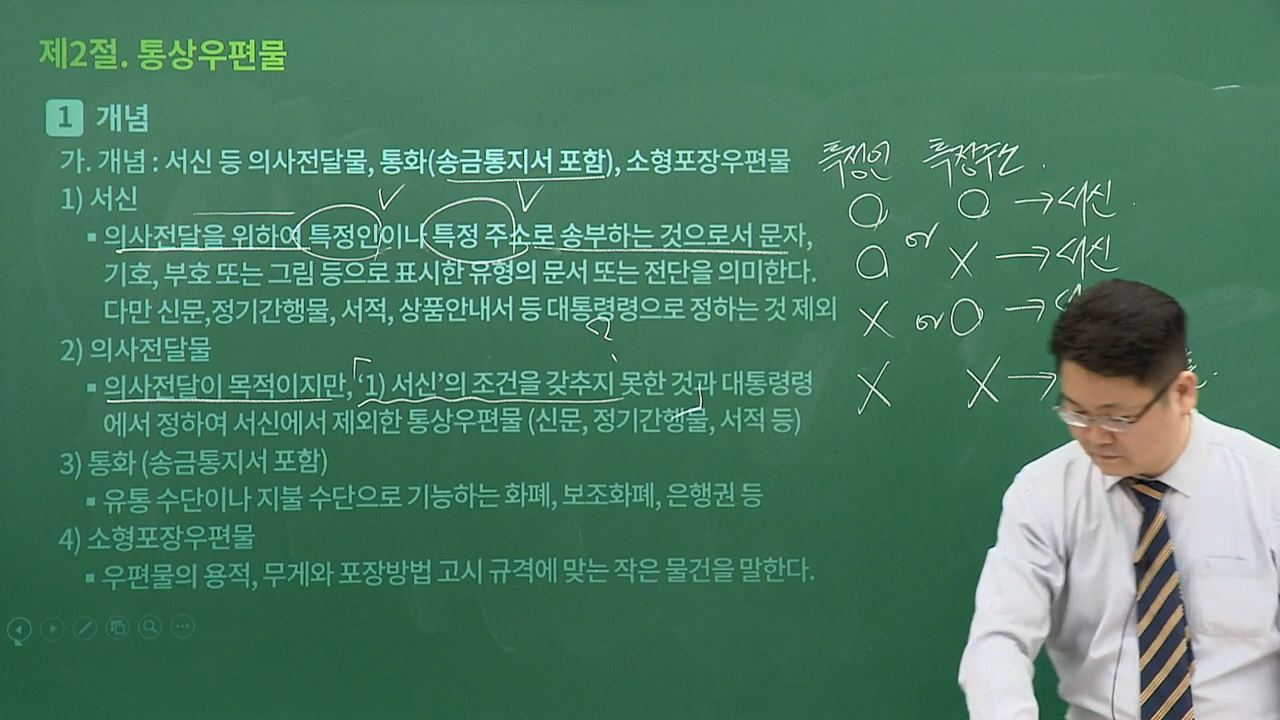 제2절. 통상우편물
1 개념
가. 개념 : 서신 등 의사전달물, 통화(송금통지서 포함), 소형포장우편물
1) 서신
▪ 의사전달을 위하여 특정인이나 특정 주소로 송부하는 것으로서 문자,
기호, 부호 또는 그림 등으로 표시한 유형의 문서 또는 전단을 의미한다.
다만 신문,정기간행물, 서적, 상품안내서 등 대통령령으로 정하는 것 제외
2) 의사전달물
▪ 의사전달이 목적이지만, ‘1) 서신’의 조건을 갖추지 못한 것과 대통령령
에서 정하여 서신에서 제외한 통상우편물 (신문, 정기간행물, 서적 등)
3) 통화 (송금통지서 포함)
▪ 유통 수단이나 지불 수단으로 기능하는 화폐, 보조화폐, 은행권 등
4) 소형포장우편물
▪ 우편물의 용적, 무게와 포장방법 고시 규격에 맞는 작은 물건을 말한다.
특정인 특정주소.
O O → 서신.
O or X → 서신
X or O →
X X →
?